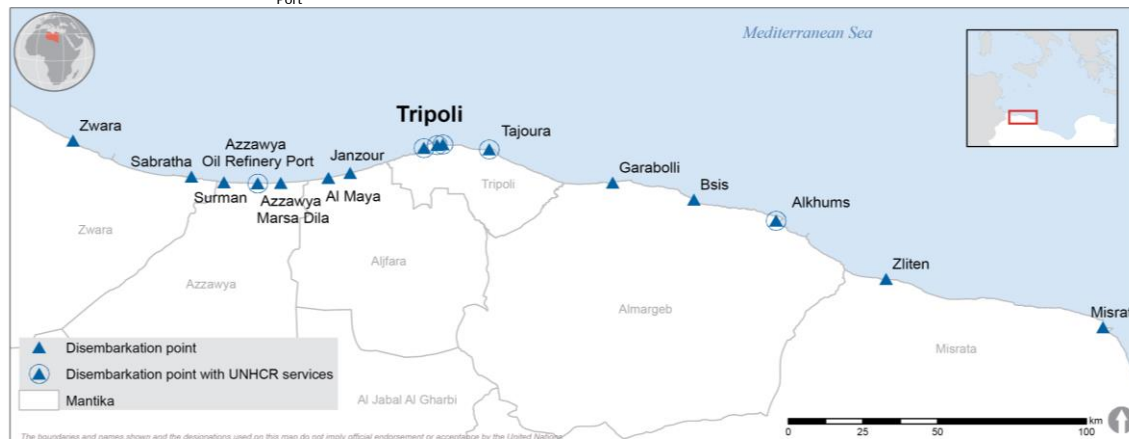 Port
Mediterranean Sea
Zwara
Sabratha
Azzawya
Oil Refinery Port
Surman
Azzawya
Marsa Dila
Al Maya
Janzour
Tripoli
Tajoura
Garabolli
Bsis
Alkhums
Zliten
Misrat
Zwara
Azzawya
Aljfara
Tripoli
Almargeb
Misrata
Al Jabal Al Gharbi
Disembarkation point
Disembarkation point with UNHCR services
Mantika
The boundaries and names shown and the designations used on this map do not imply official endorsement or acceptance by the United Nations
km
0 25 50 100